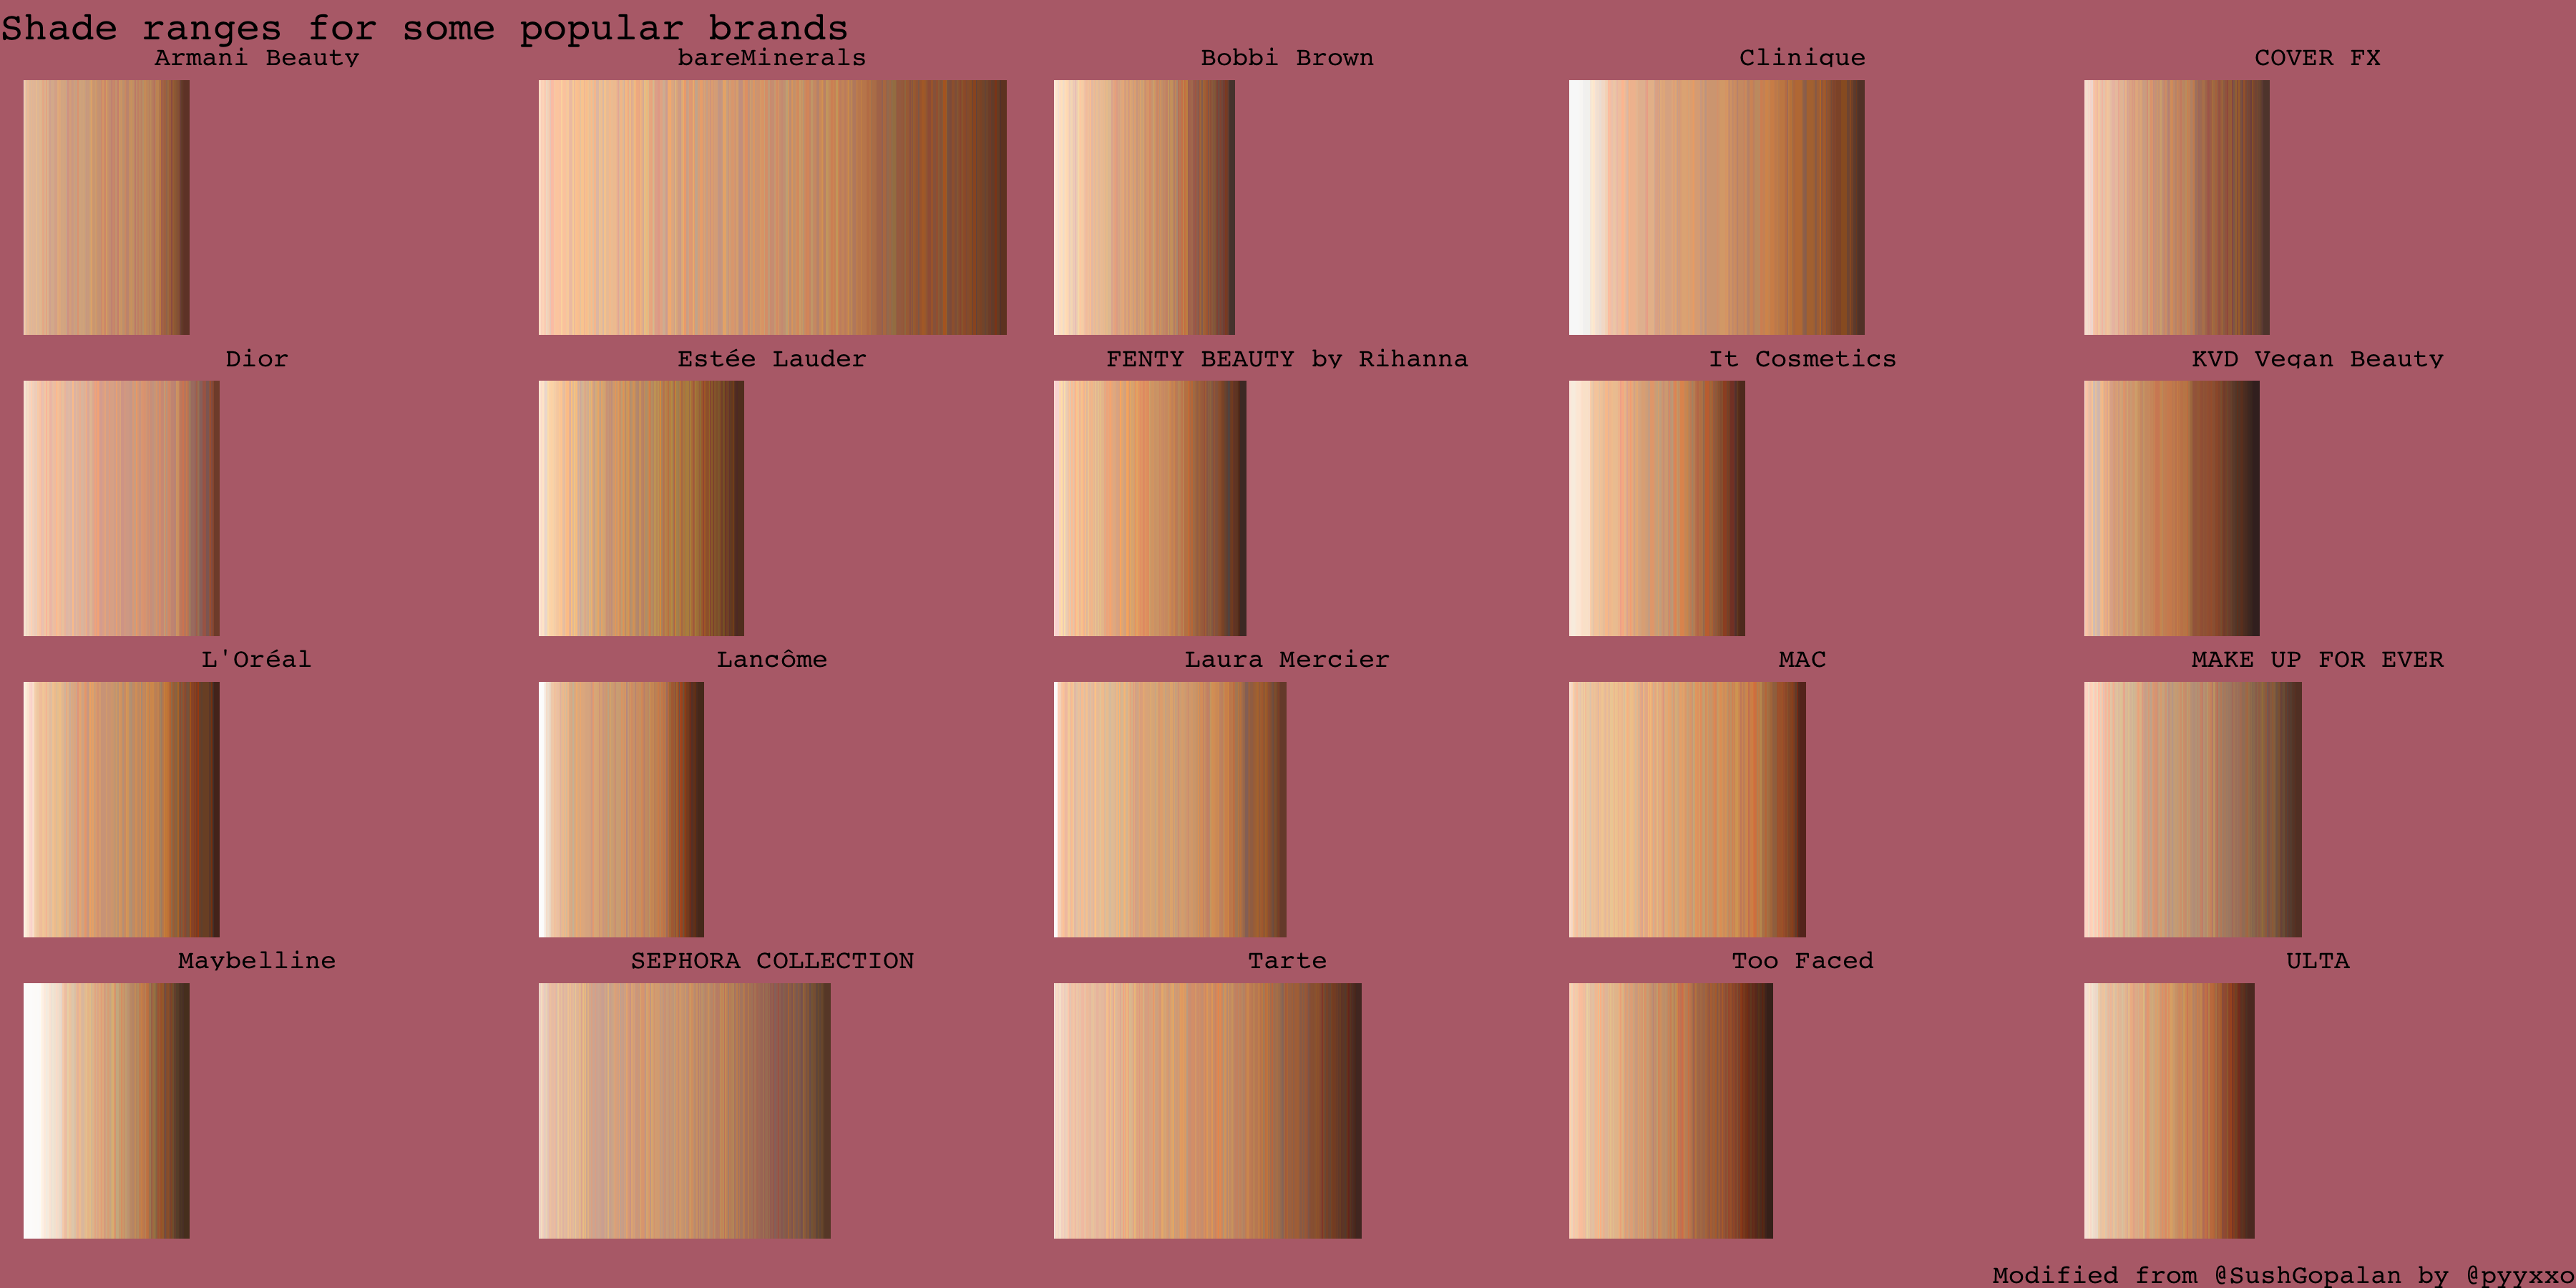 Shade ranges for some popular brands
Armani Beauty
bareMinerals
Bobbi Brown
Clinique
COVER FX
Dior
Estée Lauder
FENTY BEAUTY by Rihanna
It Cosmetics
KVD Vegan Beauty
L'Oréal
Lancôme
Laura Mercier
MAC
MAKE UP FOR EVER
Maybelline
SEPHORA COLLECTION
Tarte
Too Faced
ULTA
Modified from @SushGopalan by @pyyxxo